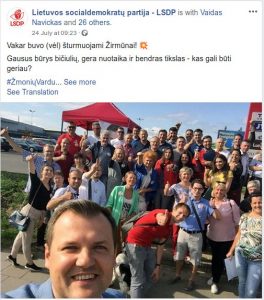 Lietuvos socialdemokratų partija - LSDP is with Vaidas
Navickas and 26 others.
24 July at 09:23 ·
Vakar buvo (vėl) šturmuojami Žirmūnai! 💥
Gausus būrys bičiulių, gera nuotaika ir bendras tikslas - kas gali būti
geriau?
#ŽmoniųVardu... See more
See Translation
LSDP